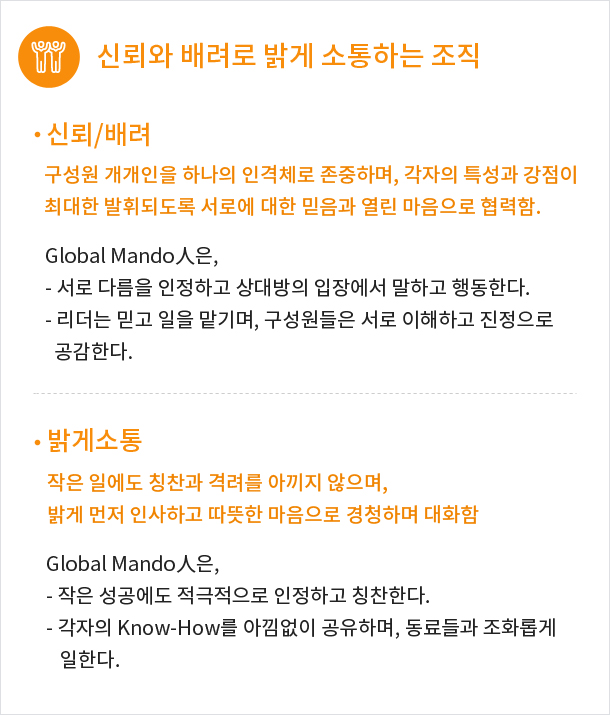 신뢰와 배려로 밝게 소통하는 조직
• 신뢰/배려
구성원 개개인을 하나의 인격체로 존중하며, 각자의 특성과 강점이
최대한 발휘되도록 서로에 대한 믿음과 열린 마음으로 협력함.
Global Mando人은,
- 서로 다름을 인정하고 상대방의 입장에서 말하고 행동한다.
- 리더는 믿고 일을 맡기며, 구성원들은 서로 이해하고 진정으로
공감한다.
• 밝게소통
작은 일에도 칭찬과 격려를 아끼지 않으며,
밝게 먼저 인사하고 따뜻한 마음으로 경청하며 대화함
Global Mando人은,
- 작은 성공에도 적극적으로 인정하고 칭찬한다.
- 각자의 Know-How를 아낌없이 공유하며, 동료들과 조화롭게
일한다.